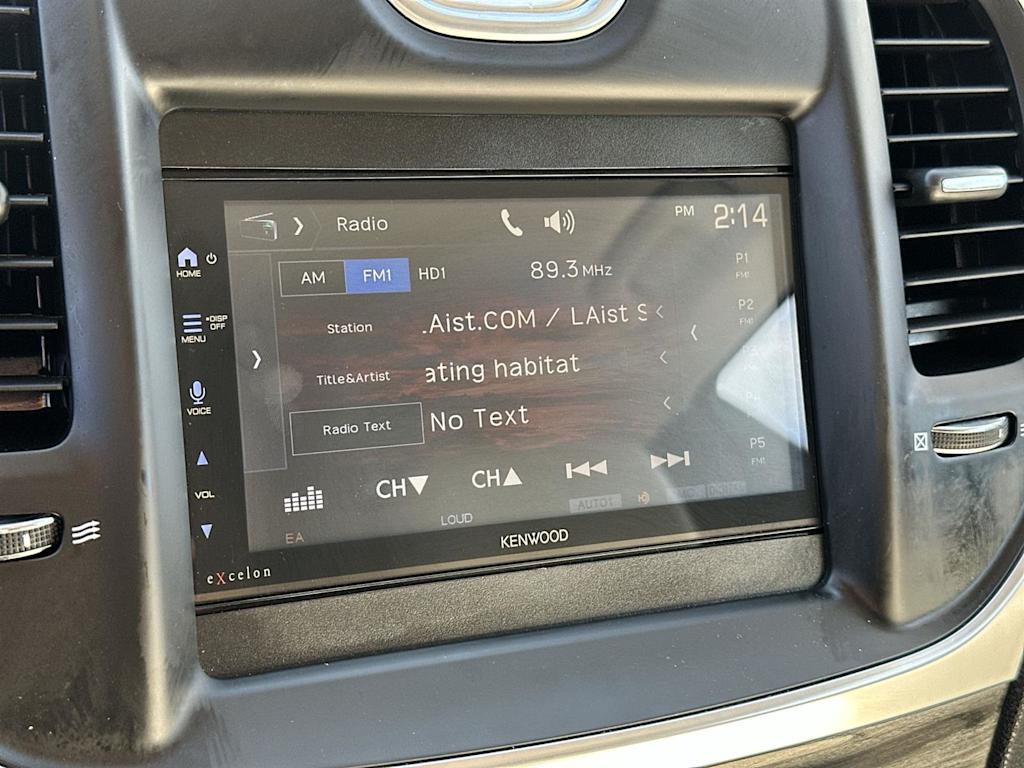 Radio
PM 2:14
HOME
AM FM1 HD1 89.3 MHz
P1
FM1
DISP OFF
MENU
Station .Aist.COM / LAist S
P2
FM1
Title&Artist ating habitat
VOICE
Radio Text No Text
P5
FM1
VOL
CH▼ CH▲
AUTO1
LOUD
EA
KENWOOD
eXcelon